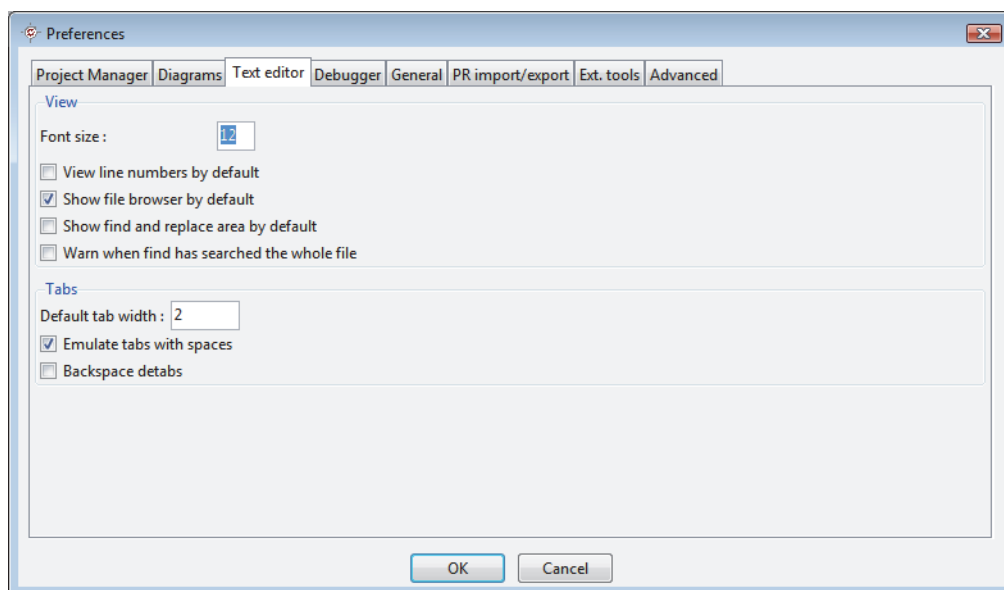 Preferences
Project Manager Diagrams Text editor Debugger General PR import/export Ext. tools Advanced
View
Font size : 12
View line numbers by default
Show file browser by default
Show find and replace area by default
Warn when find has searched the whole file
Tabs
Default tab width : 2
Emulate tabs with spaces
Backspace detabs
OK Cancel